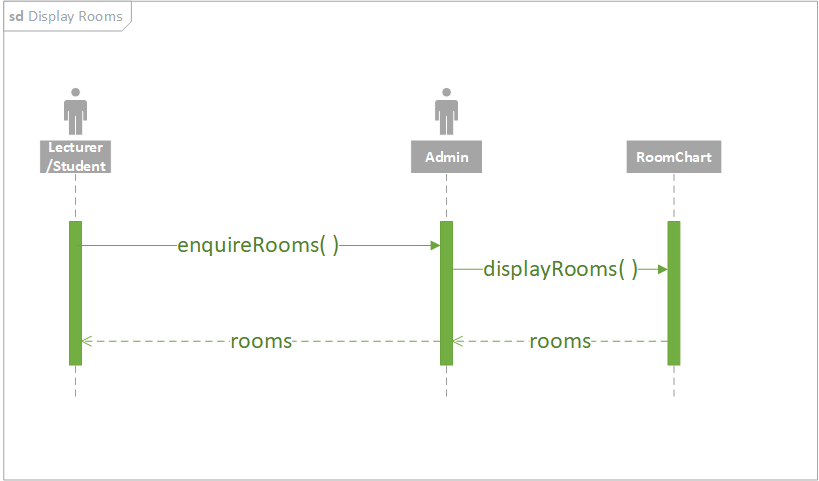 sd Display Rooms
Lecturer
/Student
Admin
RoomChart
enquireRooms( )
displayRooms( )
rooms
rooms